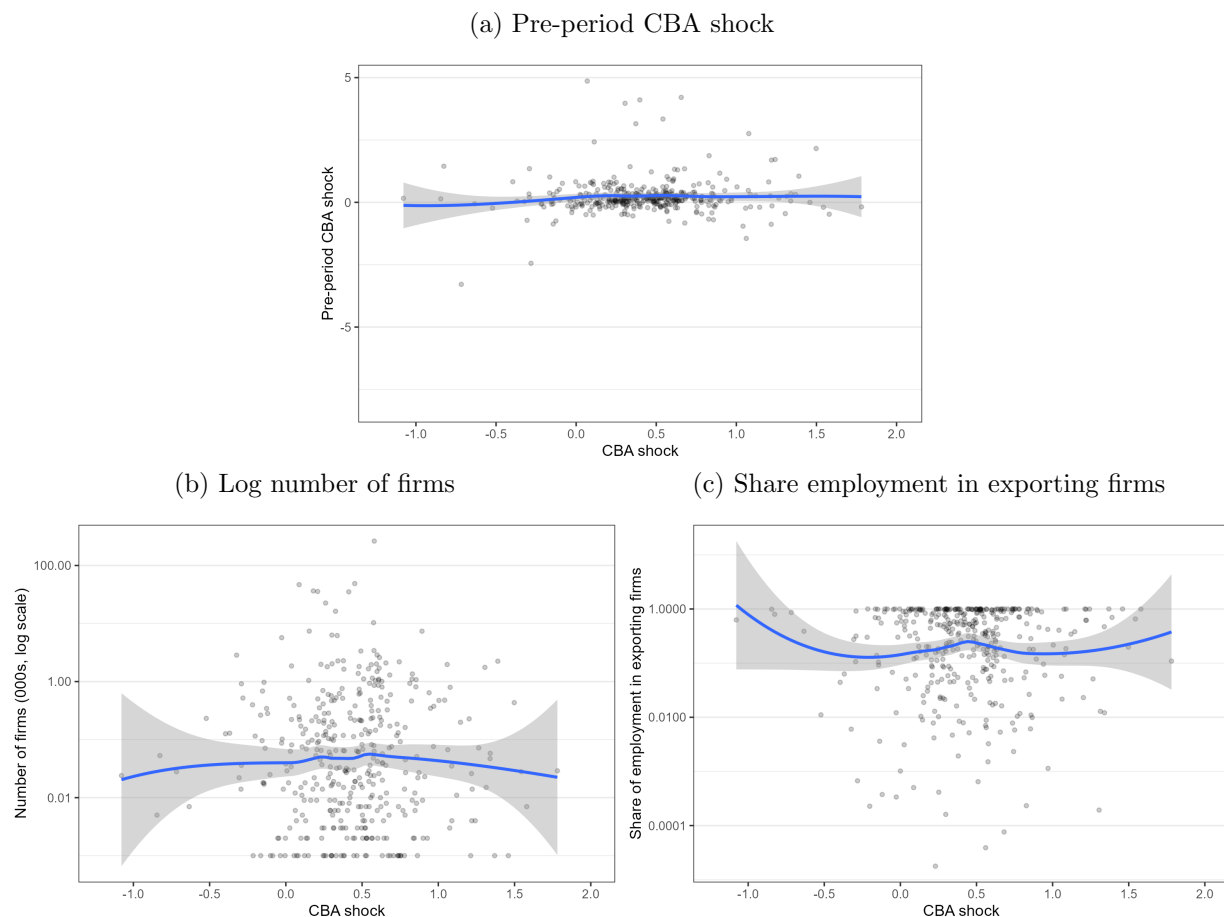 (a) Pre-period CBA shock
Pre-period CBA shock
5
0
-5
-1.0 -0.5 0.0 0.5 1.0 1.5 2.0
CBA shock
(b) Log number of firms
Number of firms (000s, log scale)
100.00
1.00
0.01
-1.0 -0.5 0.0 0.5 1.0 1.5 2.0
CBA shock
(c) Share employment in exporting firms
Share of employment in exporting firms
1.0000
0.0100
0.0001
-1.0 -0.5 0.0 0.5 1.0 1.5 2.0
CBA shock